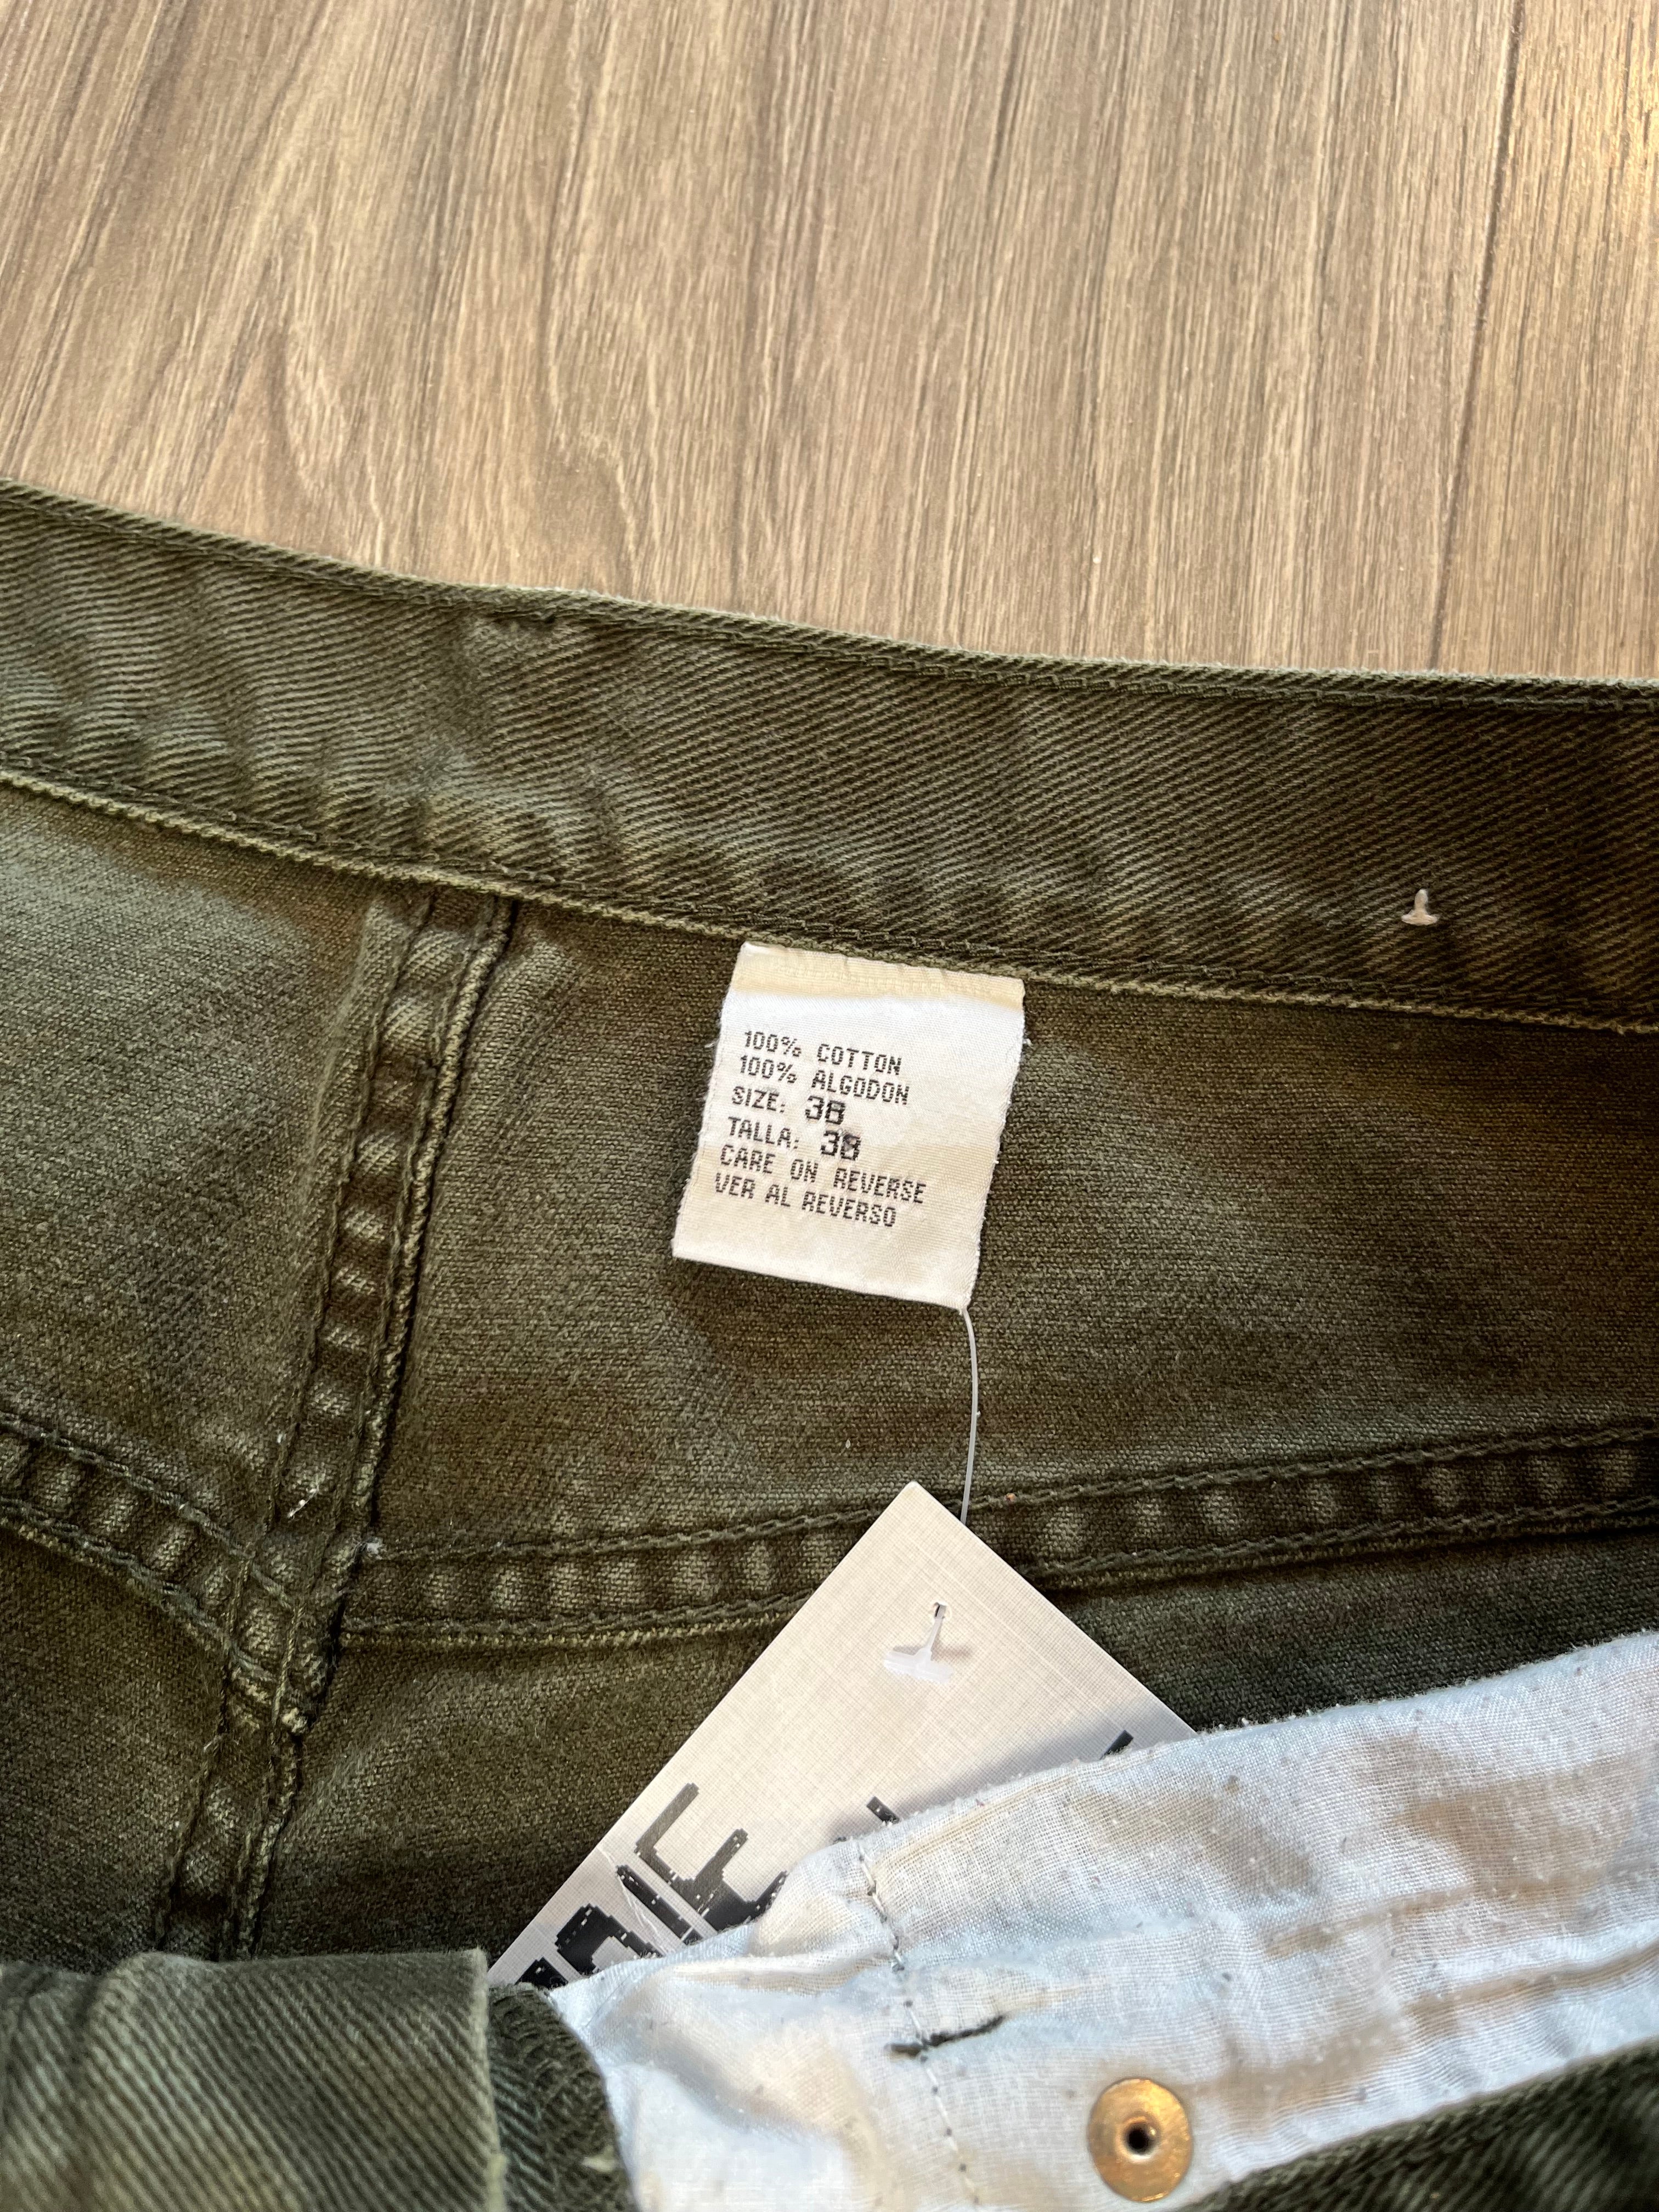 100% COTTON
100% ALGODON
SIZE: 38
TALLA: 38
CARE ON REVERSE
VER AL REVERSO